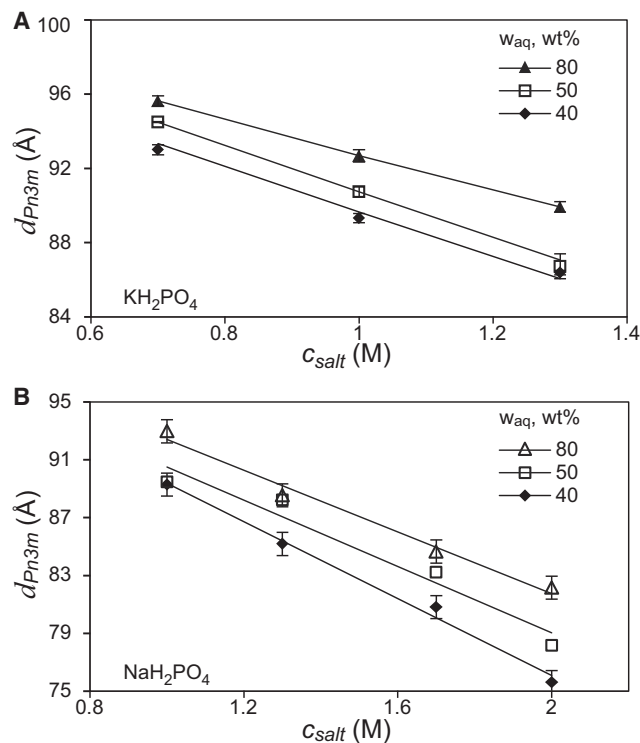 A
100
96
92
88
84
d_Pn3m (Å)
w_aq, wt%
80
50
40
KH₂PO₄
0.6
0.8
1
1.2
1.4
c_salt (M)
B
95
91
87
83
79
75
d_Pn3m (Å)
w_aq, wt%
80
50
40
NaH₂PO₄
0.8
1.2
1.6
2
c_salt (M)